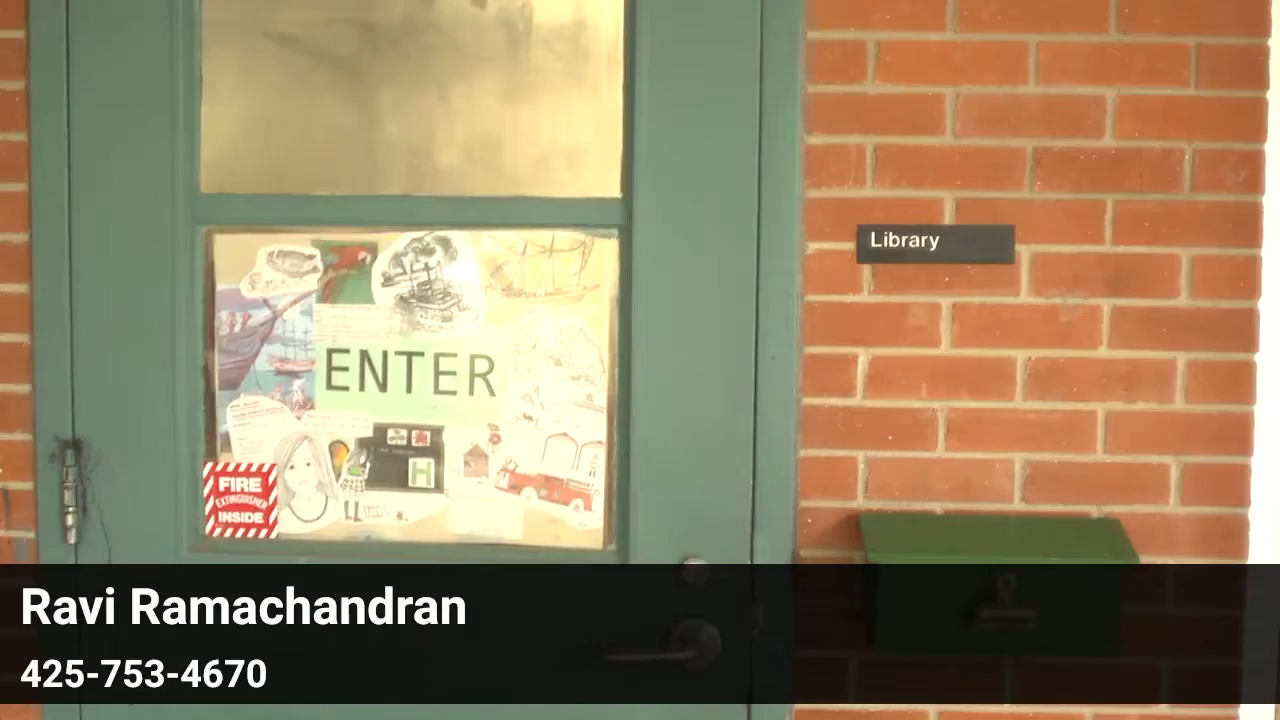 Library
ENTER
H
FIRE
EXTINGUISHER
INSIDE
Ravi Ramachandran
425-753-4670